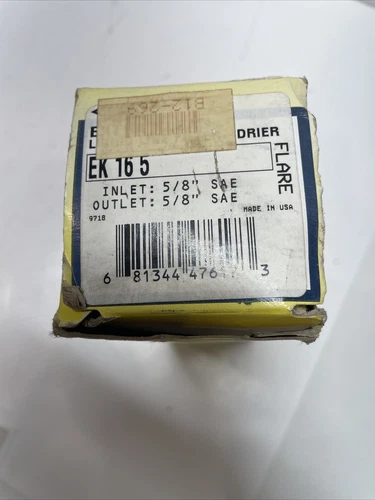 B12-269
DRIER
FLARE
EK 16 5
INLET: 5/8" SAE
OUTLET: 5/8" SAE
9718
MADE IN USA
6 81344 3